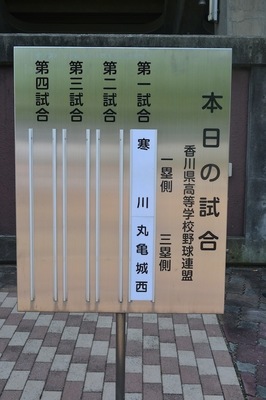 本日の試合
香川県高等学校野球連盟
一塁側 三塁側
第一試合
寒川 丸亀城西
第二試合
第三試合
第四試合